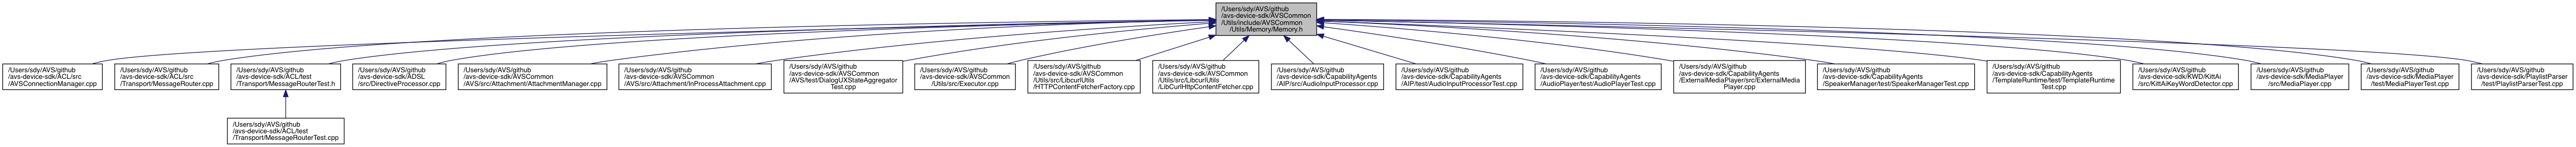 /Users/sdy/AVS/github
/avs-device-sdk/AVSCommon
/Utils/include/AVSCommon
/Utils/Memory/Memory.h
/Users/sdy/AVS/github
/avs-device-sdk/ACL/src
/AVSConnectionManager.cpp
/Users/sdy/AVS/github
/avs-device-sdk/ACL/src
/Transport/MessageRouter.cpp
/Users/sdy/AVS/github
/avs-device-sdk/ACL/test
/Transport/MessageRouterTest.h
/Users/sdy/AVS/github
/avs-device-sdk/ADSL
/src/DirectiveProcessor.cpp
/Users/sdy/AVS/github
/avs-device-sdk/AVSCommon
/AVS/src/Attachment/AttachmentManager.cpp
/Users/sdy/AVS/github
/avs-device-sdk/AVSCommon
/AVS/src/Attachment/InProcessAttachment.cpp
/Users/sdy/AVS/github
/avs-device-sdk/AVSCommon
/AVS/test/DialogUXStateAggregator
Test.cpp
/Users/sdy/AVS/github
/avs-device-sdk/AVSCommon
/Utils/src/Executor.cpp
/Users/sdy/AVS/github
/avs-device-sdk/AVSCommon
/Utils/src/LibcurlUtils
/HTTPContentFetcherFactory.cpp
/Users/sdy/AVS/github
/avs-device-sdk/AVSCommon
/Utils/src/LibcurlUtils
/LibCurlHttpContentFetcher.cpp
/Users/sdy/AVS/github
/avs-device-sdk/CapabilityAgents
/AIP/src/AudioInputProcessor.cpp
/Users/sdy/AVS/github
/avs-device-sdk/CapabilityAgents
/AIP/test/AudioInputProcessorTest.cpp
/Users/sdy/AVS/github
/avs-device-sdk/CapabilityAgents
/AudioPlayer/test/AudioPlayerTest.cpp
/Users/sdy/AVS/github
/avs-device-sdk/CapabilityAgents
/ExternalMediaPlayer/src/ExternalMedia
Player.cpp
/Users/sdy/AVS/github
/avs-device-sdk/CapabilityAgents
/SpeakerManager/test/SpeakerManagerTest.cpp
/Users/sdy/AVS/github
/avs-device-sdk/CapabilityAgents
/TemplateRuntime/test/TemplateRuntime
Test.cpp
/Users/sdy/AVS/github
/avs-device-sdk/KWD/KittAi
/src/KittAiKeyWordDetector.cpp
/Users/sdy/AVS/github
/avs-device-sdk/MediaPlayer
/src/MediaPlayer.cpp
/Users/sdy/AVS/github
/avs-device-sdk/MediaPlayer
/test/MediaPlayerTest.cpp
/Users/sdy/AVS/github
/avs-device-sdk/PlaylistParser
/test/PlaylistParserTest.cpp
/Users/sdy/AVS/github
/avs-device-sdk/ACL/test
/Transport/MessageRouterTest.cpp